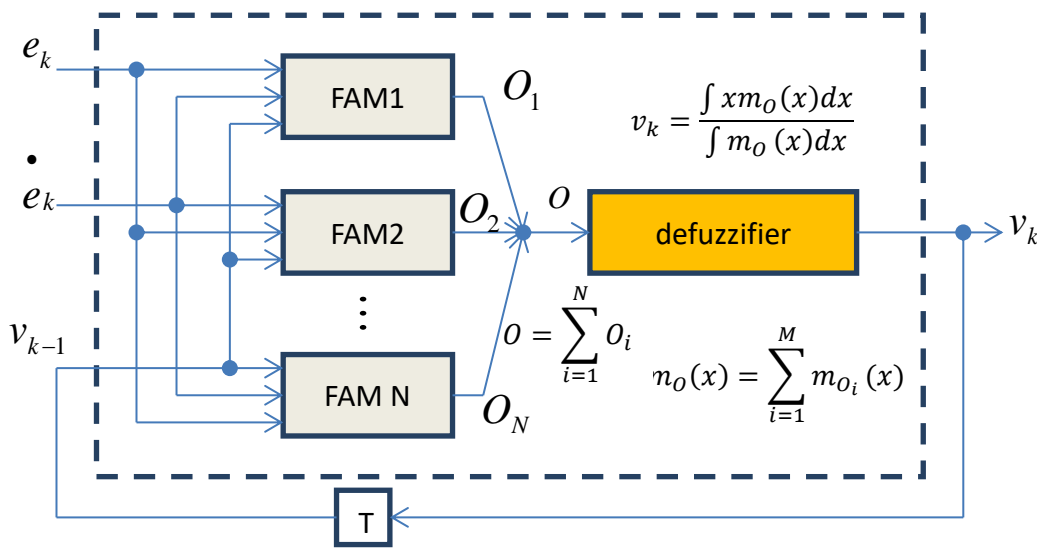 e_k
FAM1
O_1
v_k = ∫ x m_O(x)dx / ∫ m_O (x)dx
ė_k
FAM2
O_2
O
defuzzifier
v_k
⋮
v_{k−1}
FAM N
O_N
O = ∑_{i=1}^{N} O_i
n_O(x) = ∑_{i=1}^{M} m_{O_i} (x)
T